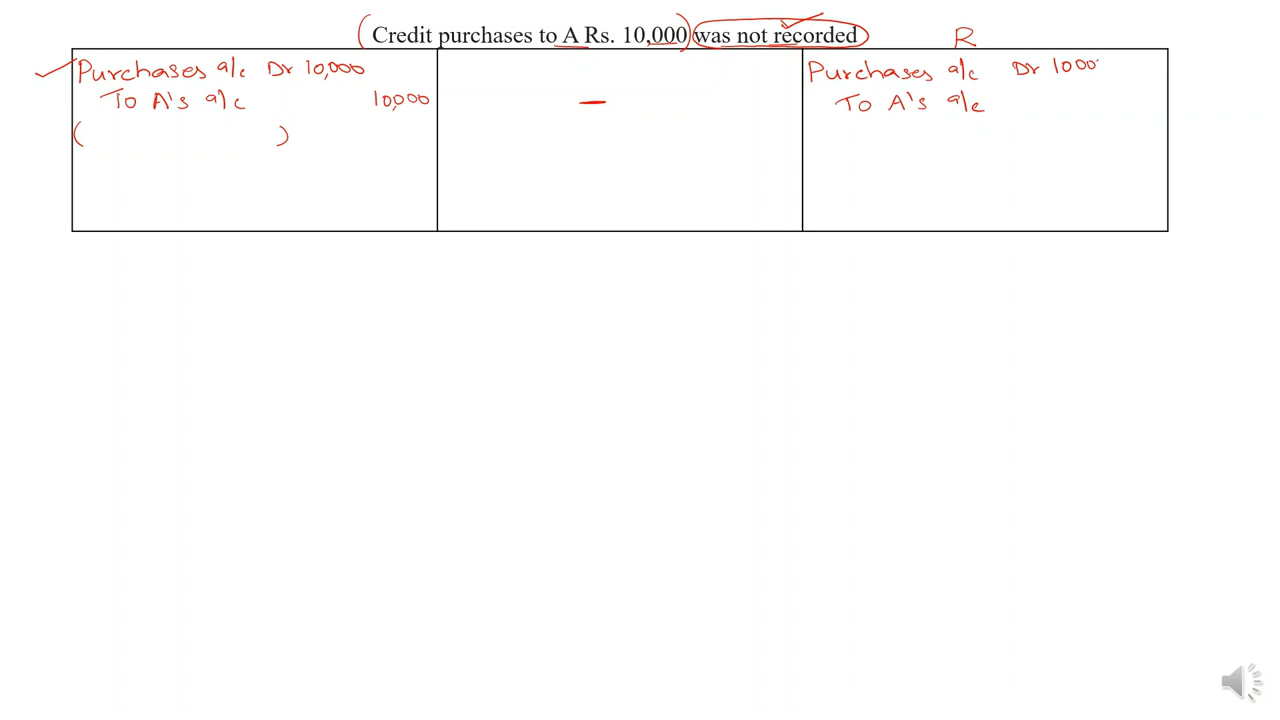 Credit purchases to A Rs. 10,000 was not recorded
R
Purchases a/c Dr 10,000
To A's a/c 10,000
( )
—
Purchases a/c Dr 1000
To A's a/c